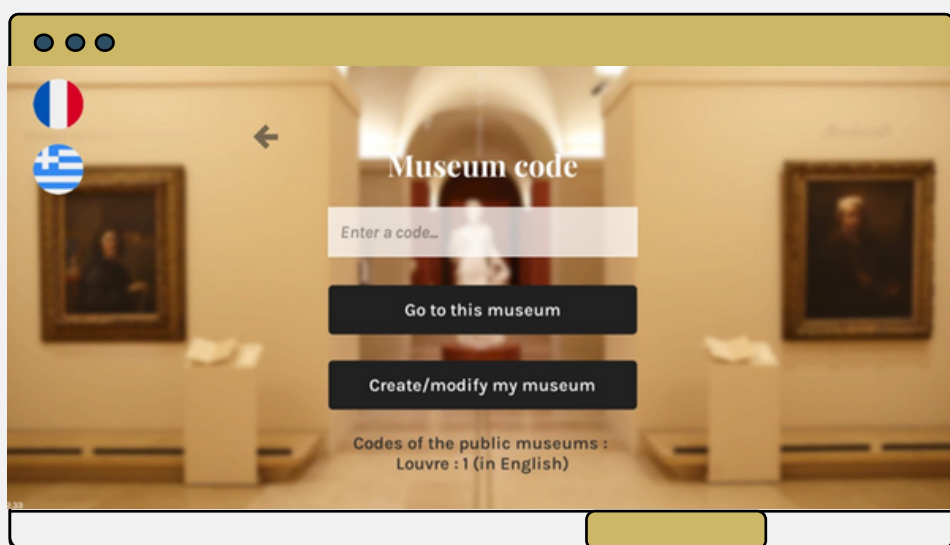 Museum code
Enter a code...
Go to this museum
Create/modify my museum
Codes of the public museums :
Louvre : 1 (in English)